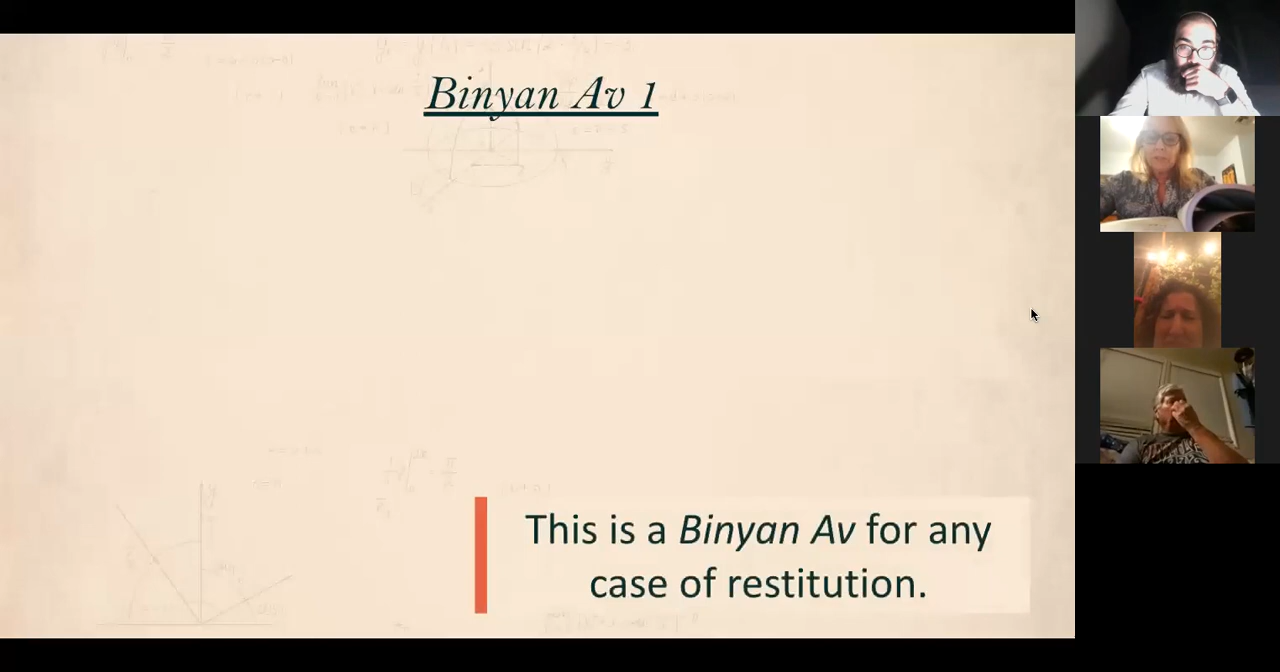 Binyan Av 1
This is a Binyan Av for any
case of restitution.